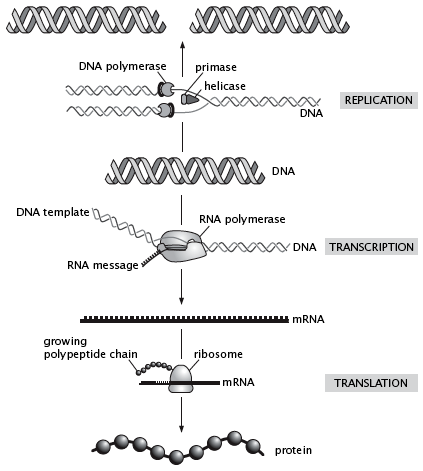 DNA polymerase
primase
helicase
DNA
REPLICATION
DNA
DNA template
RNA polymerase
DNA
TRANSCRIPTION
RNA message
mRNA
growing
polypeptide chain
ribosome
mRNA
TRANSLATION
protein